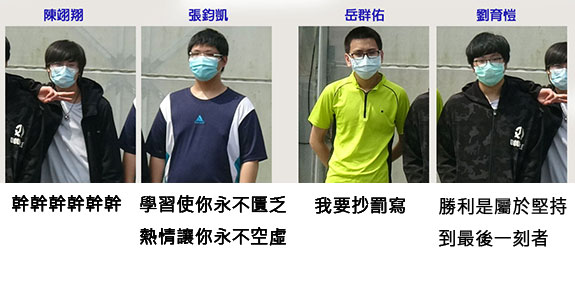 陳翊翔 張鈞凱 岳群佑 劉育愷
幹幹幹幹幹幹 學習使你永不匱乏 我要抄罰寫 勝利是屬於堅持
熱情讓你永不空虛 到最後一刻者